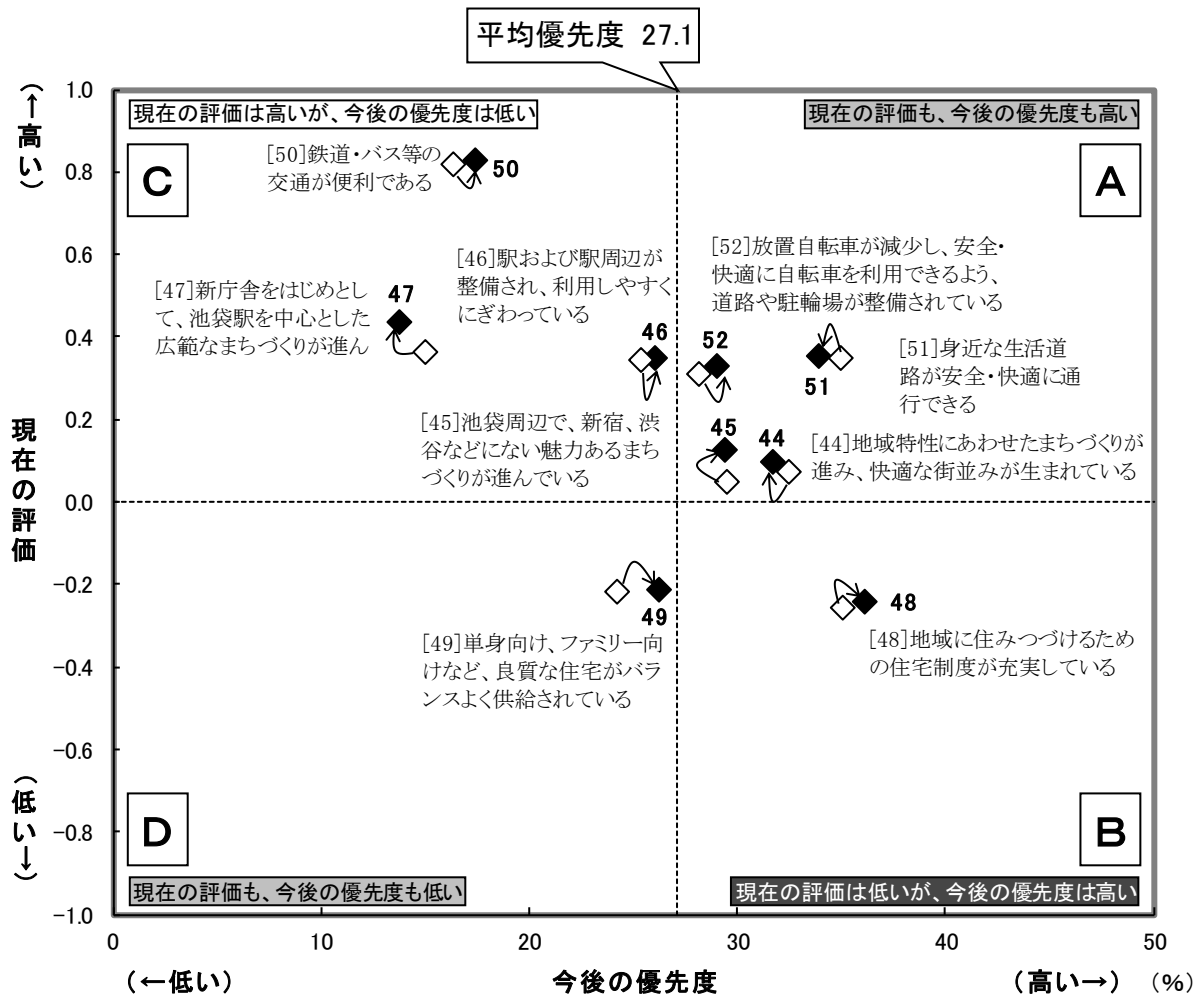 平均優先度 27.1
(←高い)
1.0
0.8
0.6
0.4
0.2
0.0
-0.2
-0.4
-0.6
-0.8
-1.0
現在の評価
(低い→)
現在の評価は高いが、今後の優先度は低い
現在の評価も、今後の優先度も高い
C
A
[50]鉄道・バス等の
交通が便利である
50
[47]新庁舎をはじめとし
て、池袋駅を中心とした
広範なまちづくりが進ん
47
[46]駅および駅周辺が
整備され、利用しやすく
にぎわっている
46
[52]放置自転車が減少し、安全・
快適に自転車を利用できるよう、
道路や駐輪場が整備されている
52
51
[51]身近な生活道
路が安全・快適に通
行できる
[45]池袋周辺で、新宿、渋
谷などにない魅力あるまち
づくりが進んでいる
45
44
[44]地域特性にあわせたまちづくりが
進み、快適な街並みが生まれている
49
[49]単身向け、ファミリー向
けなど、良質な住宅がバラ
ンスよく供給されている
48
[48]地域に住みつづけるため
の住宅制度が充実している
D
B
現在の評価も、今後の優先度も低い
現在の評価は低いが、今後の優先度は高い
0
10
20
30
40
50
(←低い)
今後の優先度
(高い→)
(%)